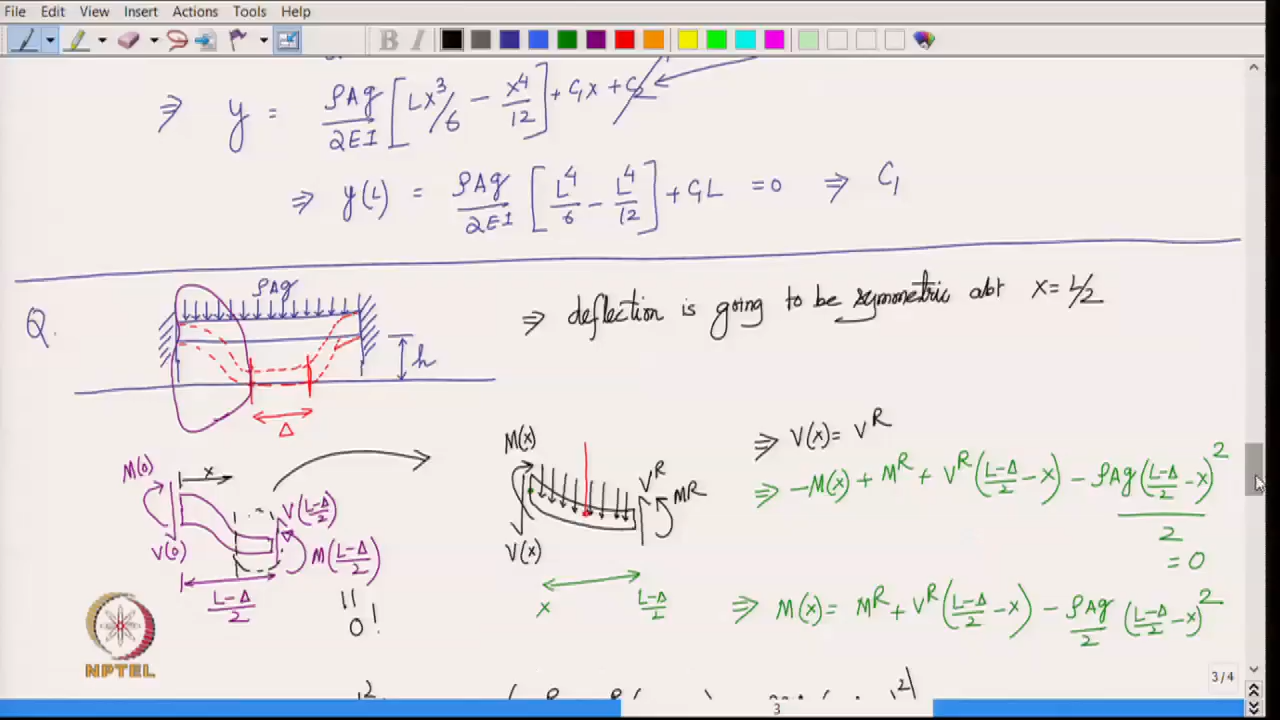 File Edit View Insert Actions Tools Help
B I
⇒ y = ρAg/2EI [Lx³/6 − x⁴/12] + C₁x + C₂
⇒ y(L) = ρAg/2EI [L⁴/6 − L⁴/12] + C₁L = 0 ⇒ C₁
Q.
ρAg
h
Δ
⇒ deflection is going to be symmetric abt x = L/2
M(0)
x
V(0)
V(L-Δ/2)
M(L-Δ/2)
L-Δ/2
0!
M(x)
V(x)
V^R
M^R
x
L-Δ/2
⇒ V(x) = V^R
⇒ -M(x) + M^R + V^R(L-Δ/2 - x) - ρAg(L-Δ/2 - x)²/2 = 0
⇒ M(x) = M^R + V^R(L-Δ/2 - x) - ρAg/2 (L-Δ/2 - x)²
NPTEL
3/4
3